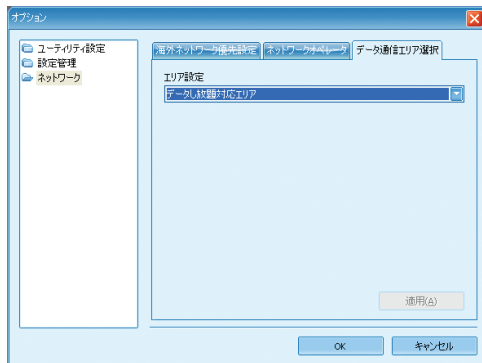 オプション
ユーティリティ設定
設定管理
ネットワーク
海外ネットワーク優先設定 ネットワークオペレータ データ通信エリア選択
エリア設定
データし放題対応エリア
適用(A)
OK キャンセル